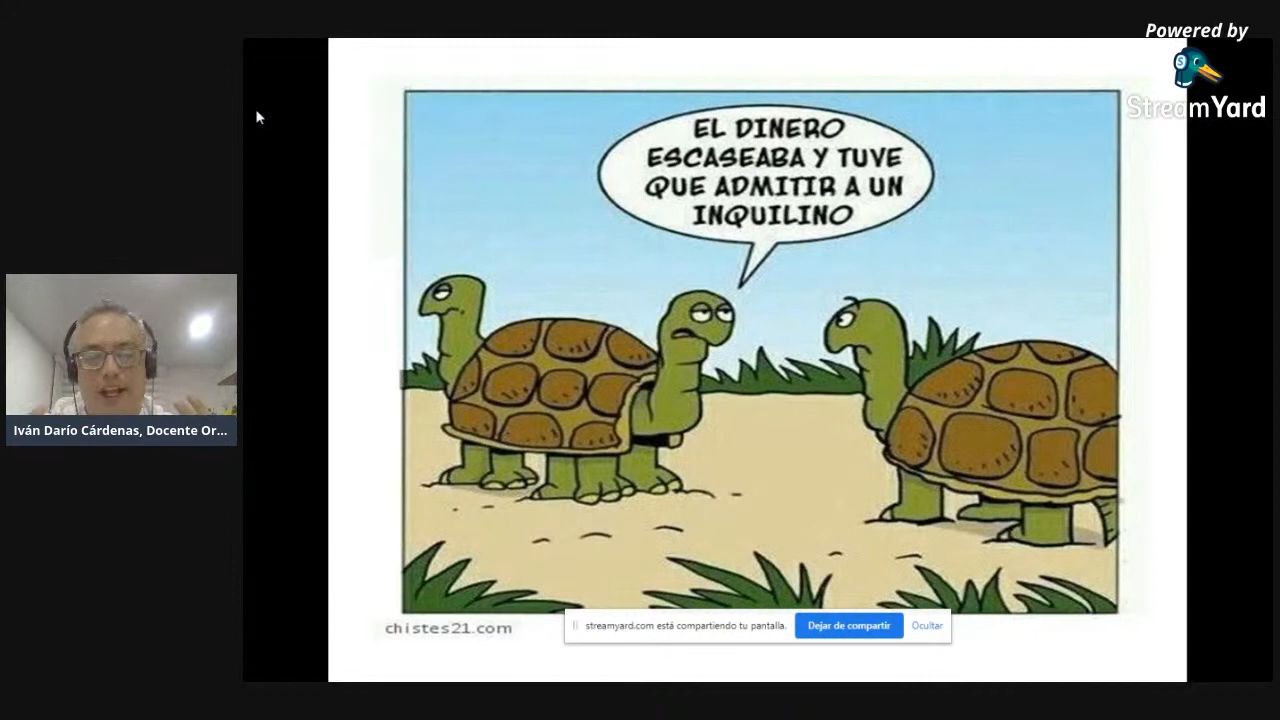 Powered by
StreamYard
EL DINERO
ESCASEABA Y TUVE
QUE ADMITIR A UN
INQUILINO
Iván Darío Cárdenas, Docente Or...
chistes21.com
streamyard.com está compartiendo tu pantalla.
Dejar de compartir
Ocultar